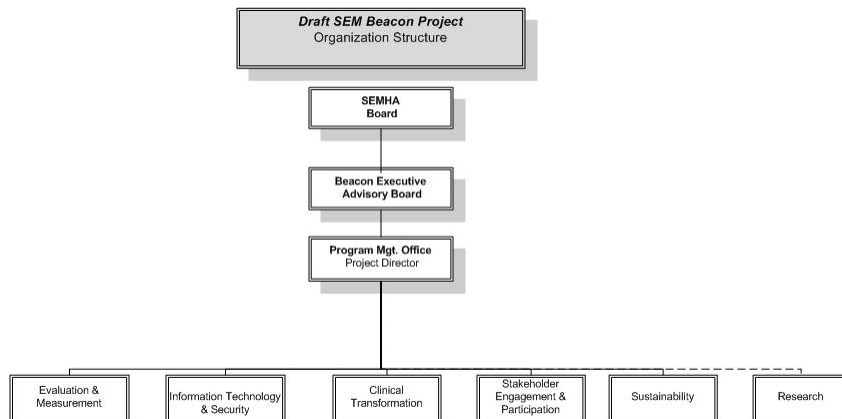 Draft SEM Beacon Project
Organization Structure
SEMHA
Board
Beacon Executive
Advisory Board
Program Mgt. Office
Project Director
Evaluation &
Measurement
Information Technology
& Security
Clinical
Transformation
Stakeholder
Engagement &
Participation
Sustainability
Research